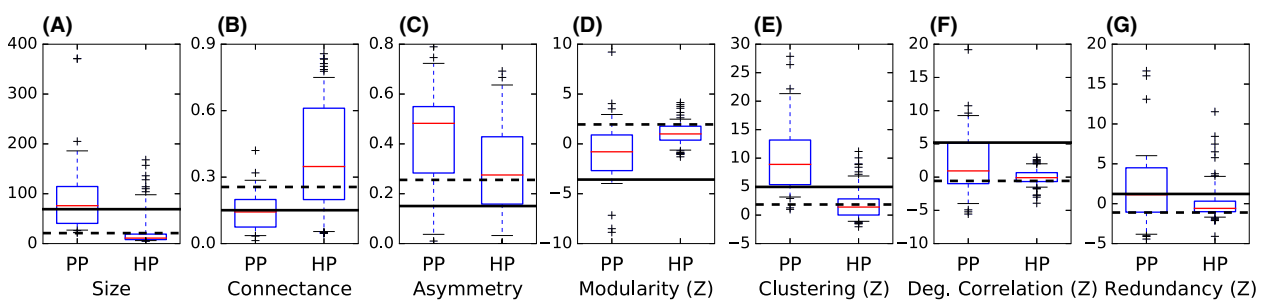 (A) (B) (C) (D) (E) (F) (G)
400 0.9 0.8 10 30 20 20
25
15 15
300 0.6 5 20
0.6 10 10
15
200 0.4 0 5
10 5
0.3
100 0.2 −5 5 0
0
0 −5
0 0.0 0.0 −10 −5 −10 −5
PP HP PP HP PP HP PP HP PP HP PP HP PP HP
Size Connectance Asymmetry Modularity (Z) Clustering (Z) Deg. Correlation (Z) Redundancy (Z)